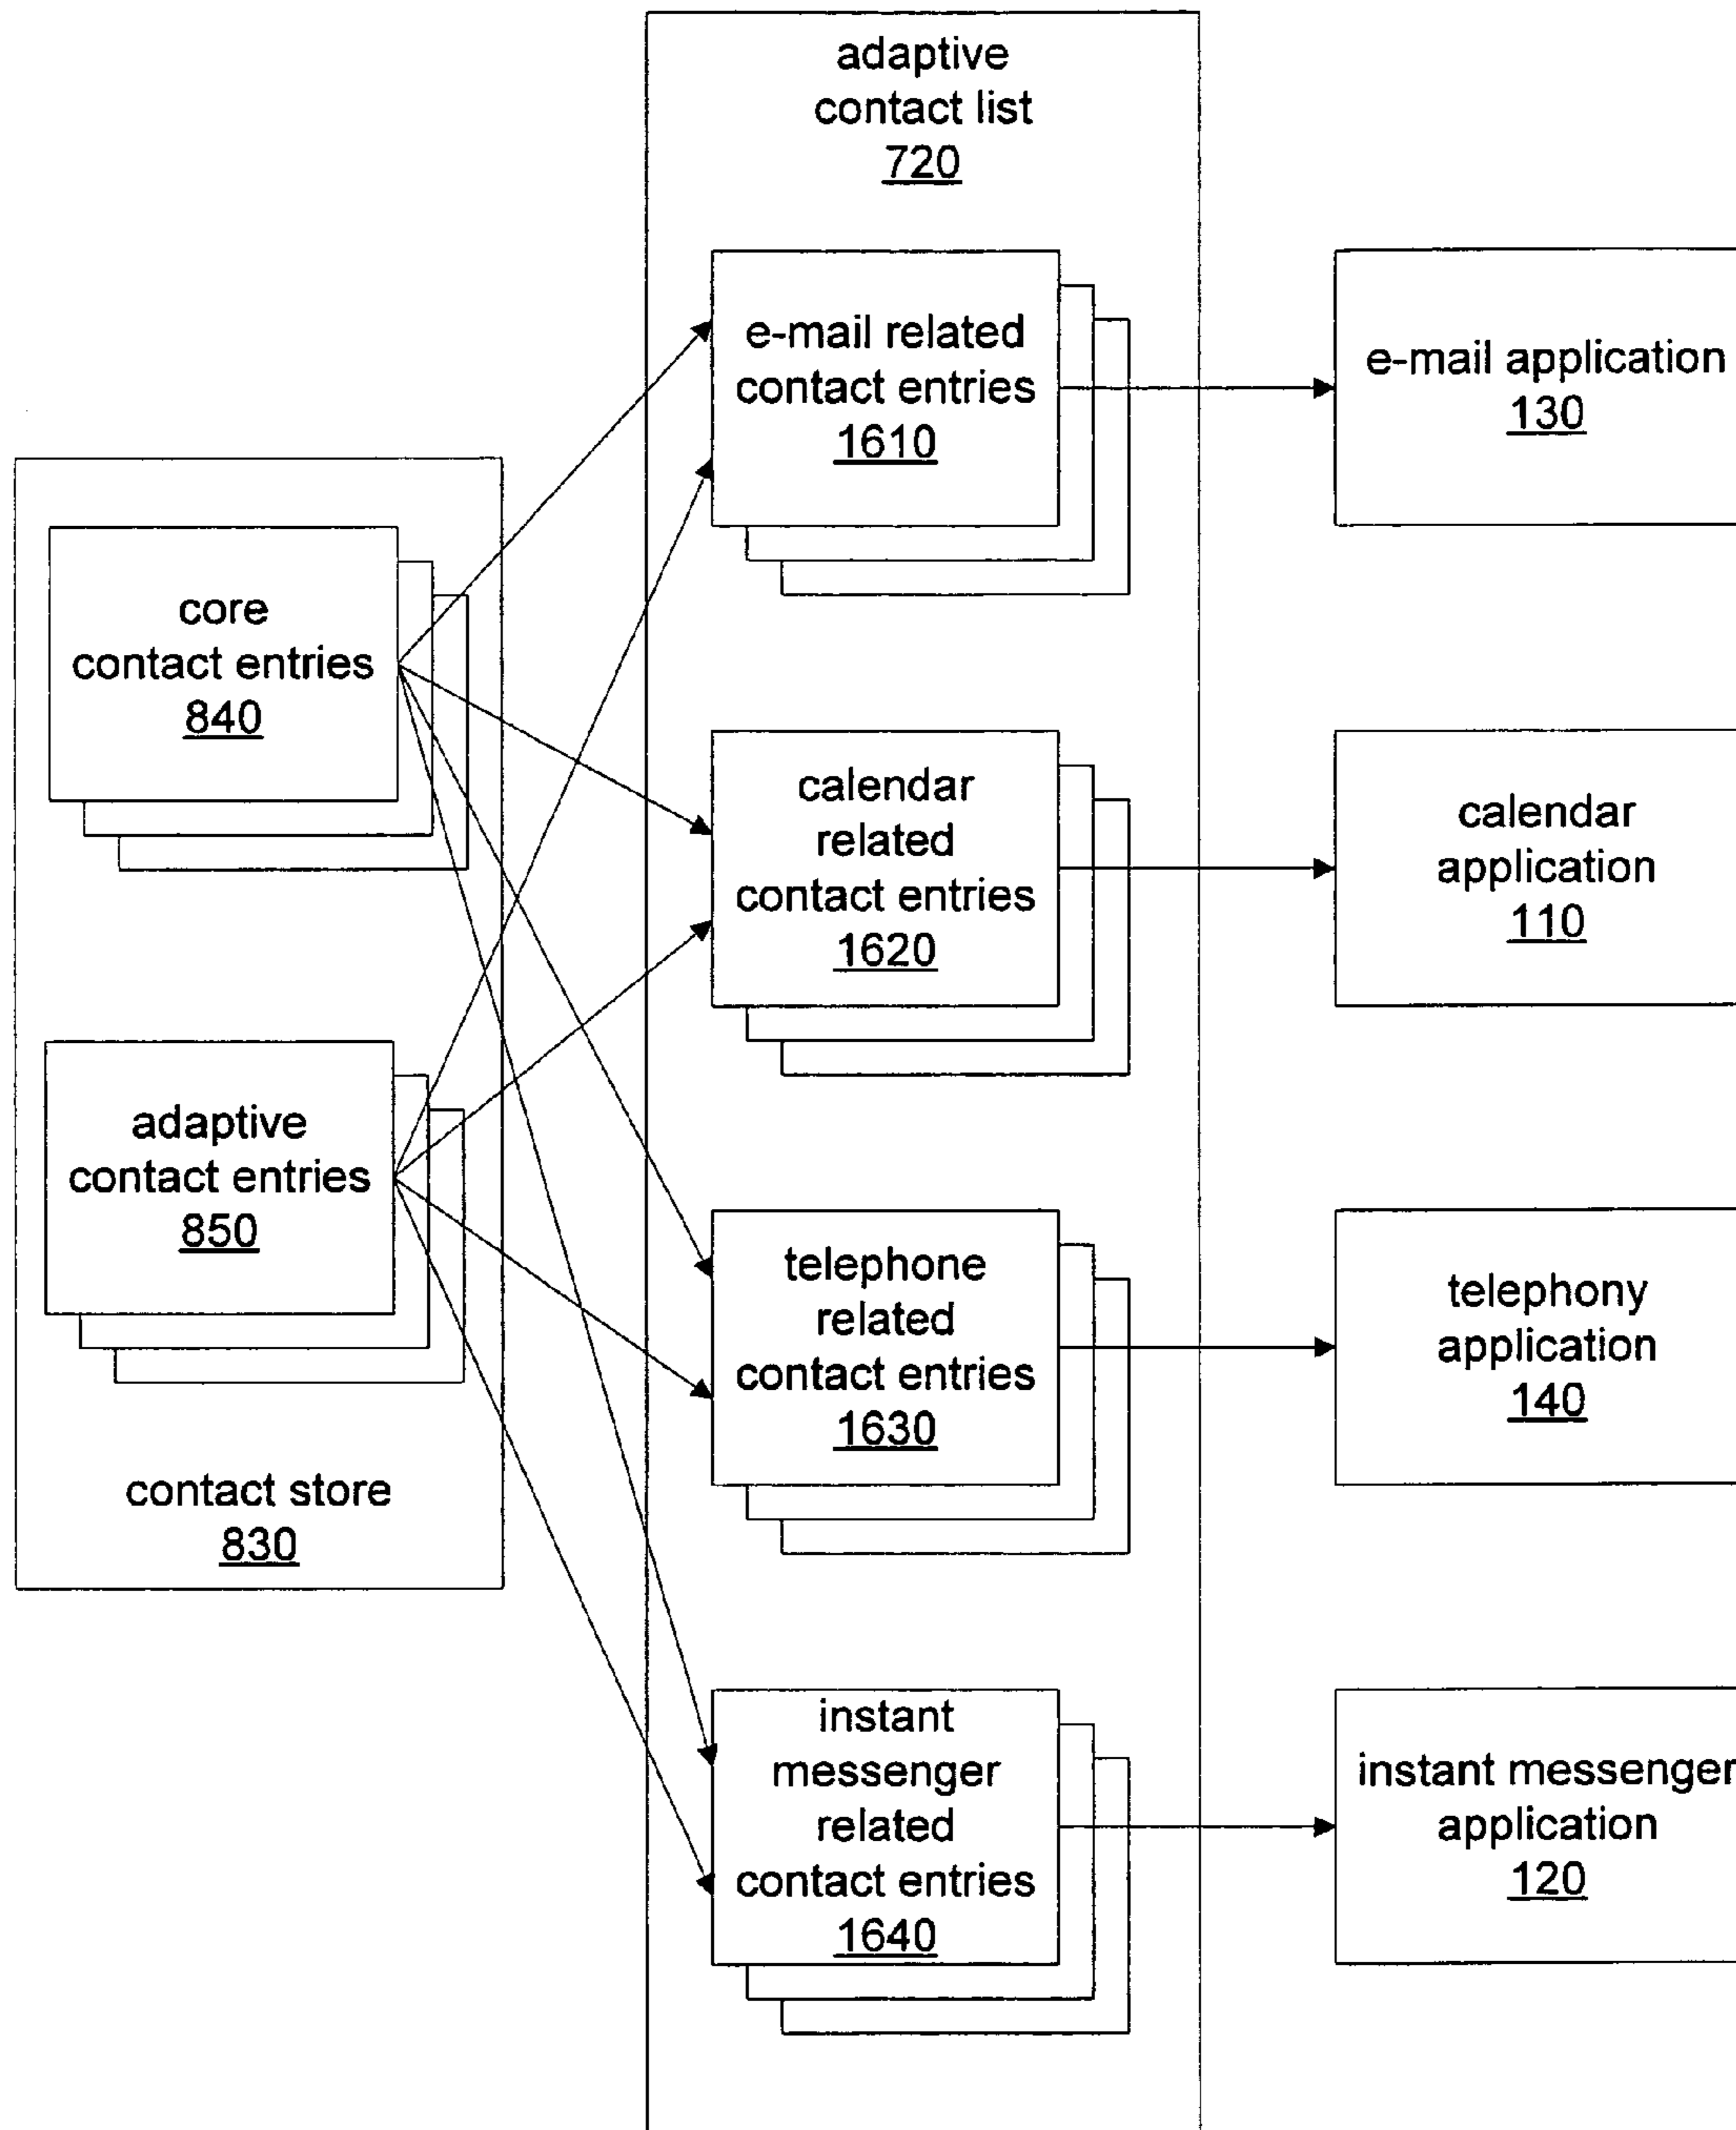 adaptive
contact list
720
e-mail related
contact entries
1610
e-mail application
130
core
contact entries
840
calendar
related
contact entries
1620
calendar
application
110
adaptive
contact entries
850
telephone
related
contact entries
1630
telephony
application
140
contact store
830
instant
messenger
related
contact entries
1640
instant messenger
application
120